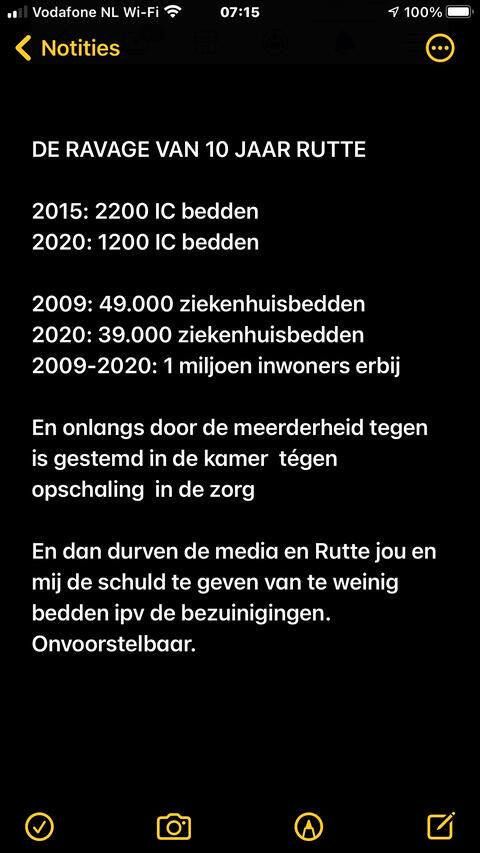 Vodafone NL Wi-Fi 07:15 100%
Notities
DE RAVAGE VAN 10 JAAR RUTTE
2015: 2200 IC bedden
2020: 1200 IC bedden
2009: 49.000 ziekenhuisbedden
2020: 39.000 ziekenhuisbedden
2009-2020: 1 miljoen inwoners erbij
En onlangs door de meerderheid tegen
is gestemd in de kamer  tégen
opschaling  in de zorg
En dan durven de media en Rutte jou en
mij de schuld te geven van te weinig
bedden ipv de bezuinigingen.
Onvoorstelbaar.